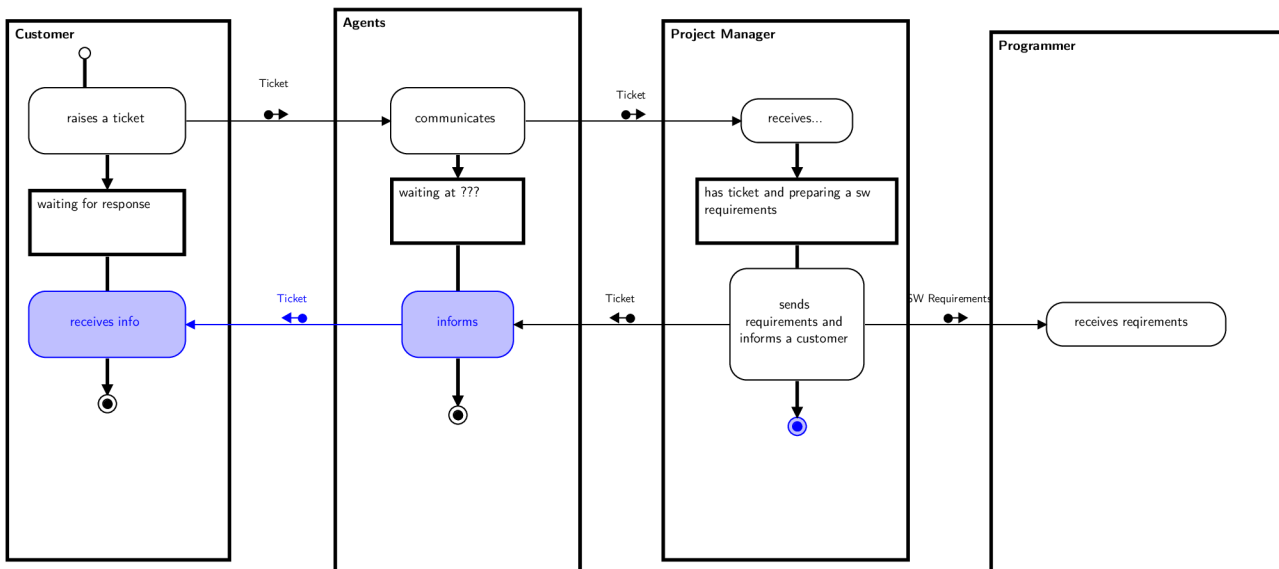 Customer
Agents
Project Manager
Programmer
Ticket
Ticket
raises a ticket
communicates
receives...
waiting for response
waiting at ???
has ticket and preparing a sw
requirements
Ticket
Ticket
SW Requirements
receives info
informs
sends
requirements and
informs a customer
receives reqirements